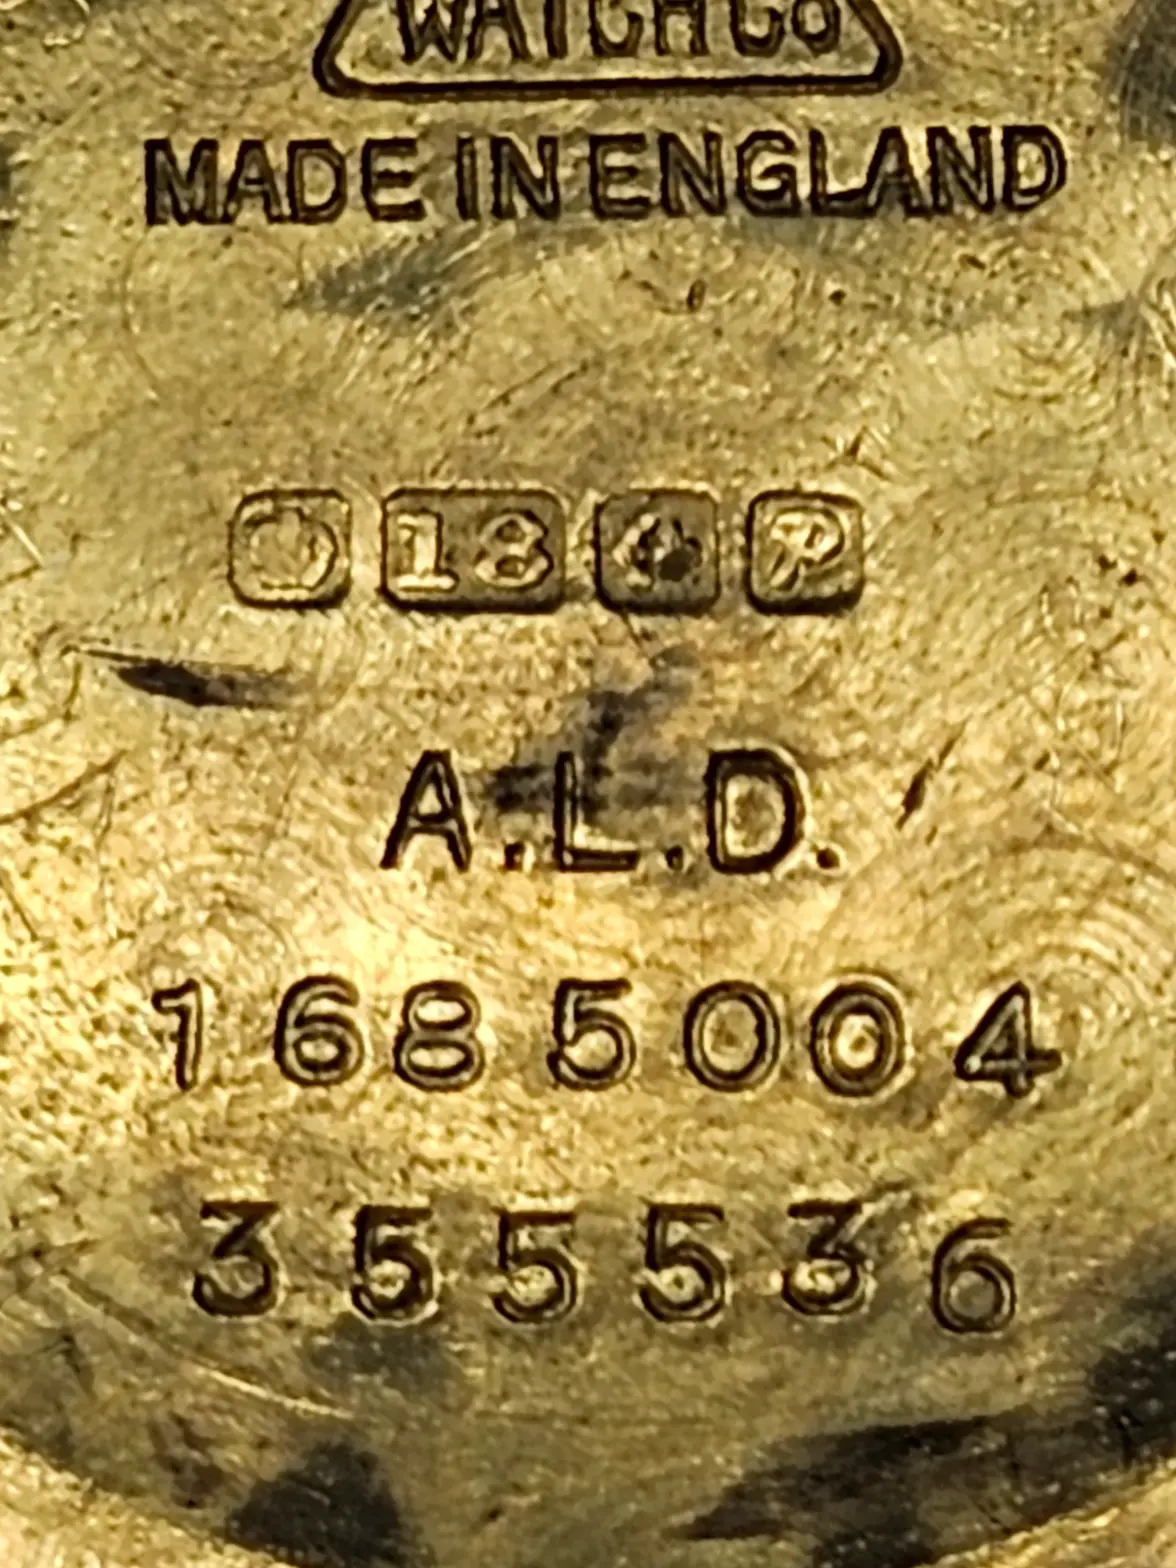 WATCH Co
MADE IN ENGLAND
18
A.L.D.
1685004
355536